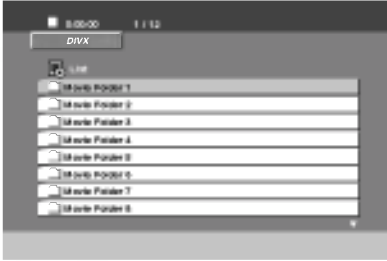 0:00:00 1 / 12
DIVX
List
Movie Folder 1
Movie Folder 2
Movie Folder 3
Movie Folder 4
Movie Folder 5
Movie Folder 6
Movie Folder 7
Movie Folder 8